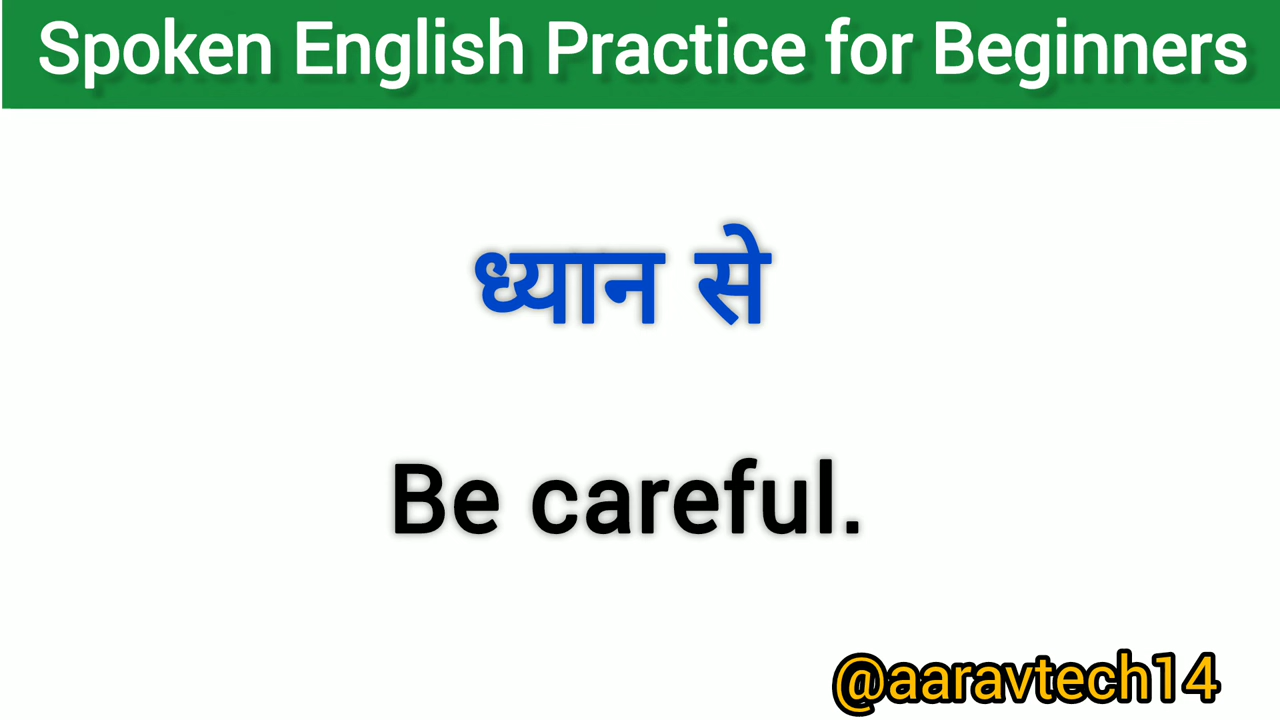 Spoken English Practice for Beginners
ध्यान से
Be careful.
@aaravtech14